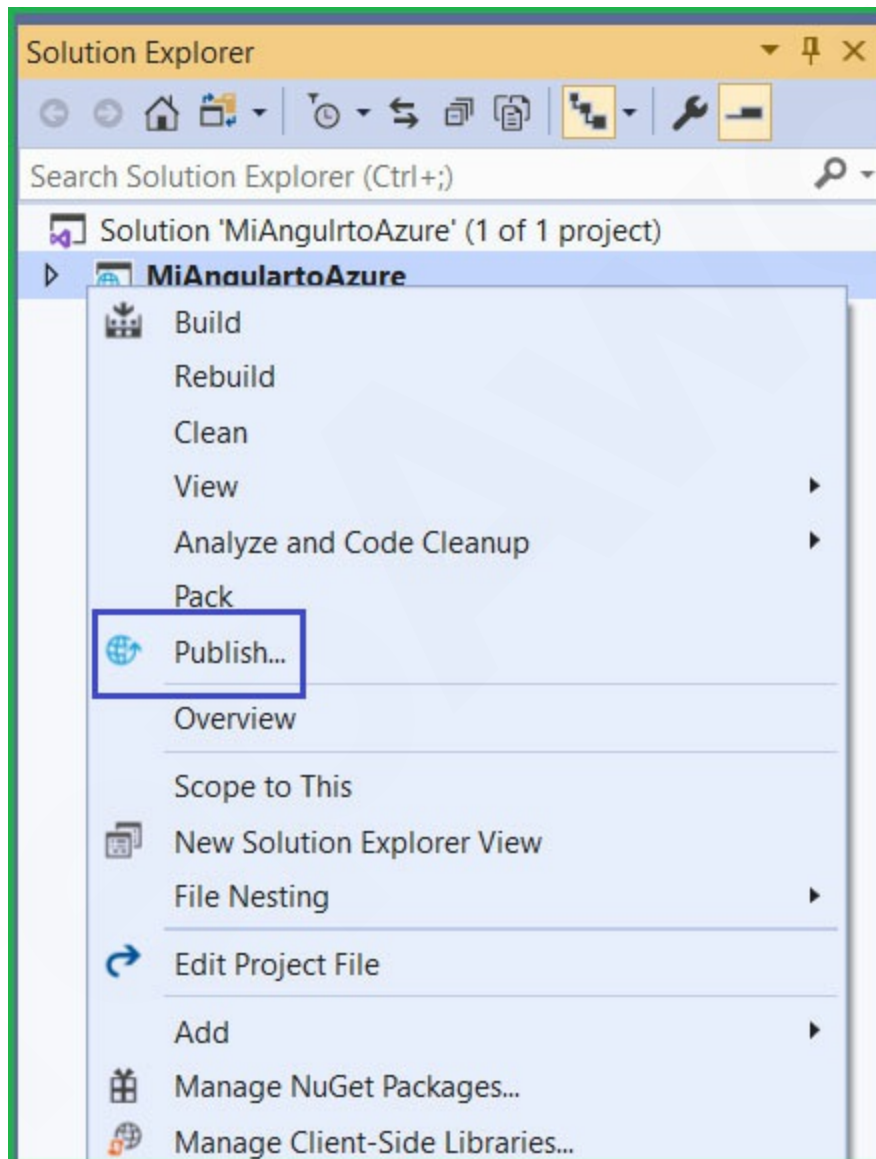 Solution Explorer
Search Solution Explorer (Ctrl+;)
Solution 'MiAngulrtoAzure' (1 of 1 project)
MiAngulartoAzure
Build
Rebuild
Clean
View
Analyze and Code Cleanup
Pack
Publish...
Overview
Scope to This
New Solution Explorer View
File Nesting
Edit Project File
Add
Manage NuGet Packages...
Manage Client-Side Libraries...